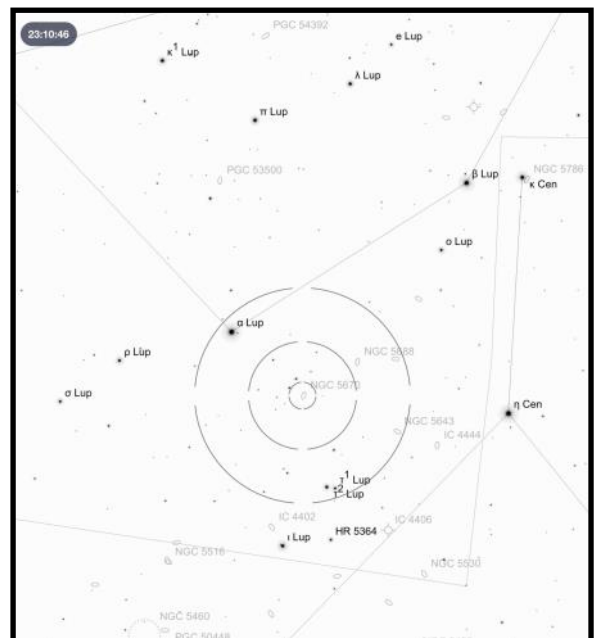 23:10:46
PGC 54392
e Lup
κ1 Lup
λ Lup
π Lup
PGC 53500
β Lup
NGC 5786
κ Cen
ο Lup
α Lup
ρ Lup
NGC 5688
σ Lup
NGC 5670
η Cen
NGC 5643
IC 4444
τ1 Lup
τ2 Lup
IC 4402
IC 4406
ι Lup
HR 5364
NGC 5516
NGC 5530
NGC 5460
PGC 50448